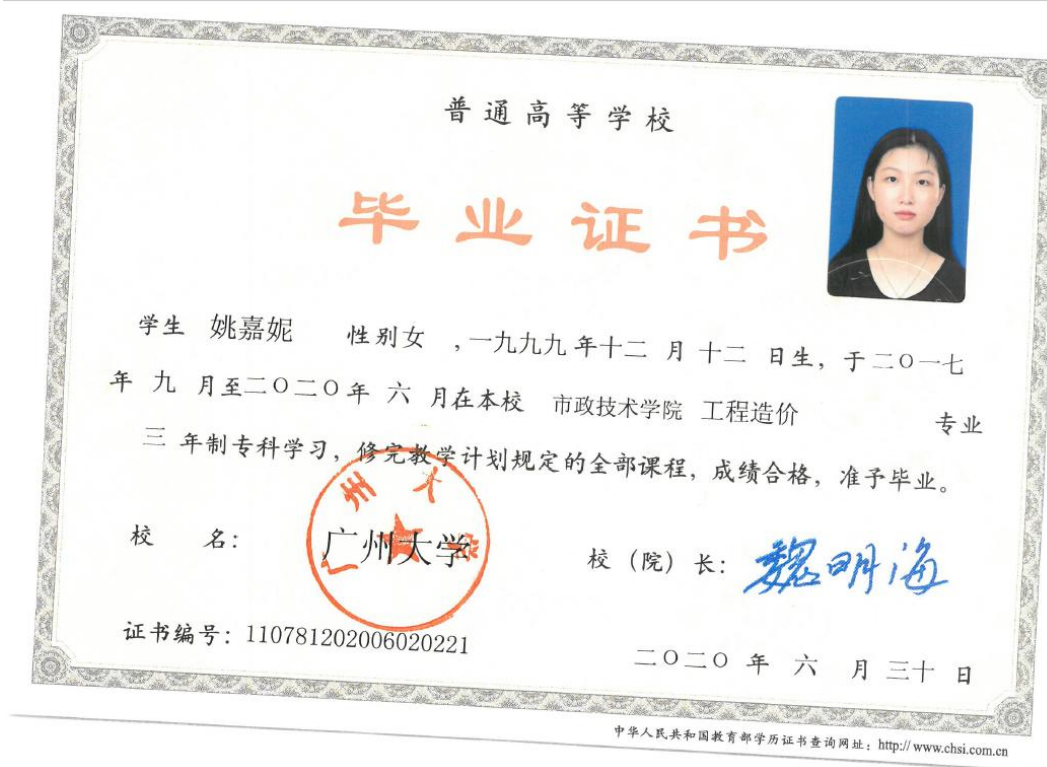 普通高等学校
毕业证书
学生 姚嘉妮 性别女 ，一九九九年十二 月 十二 日生，于二〇一七
年 九 月至二〇二〇年 六 月在本校 市政技术学院 工程造价 专业
三 年制专科学习，修完教学计划规定的全部课程，成绩合格，准予毕业。
校 名： 广州大学
广州大学
校（院）长： 魏明海
证书编号：110781202006020221
二〇二〇 年 六 月 三十 日
中华人民共和国教育部学历证书查询网址：http://www.chsi.com.cn